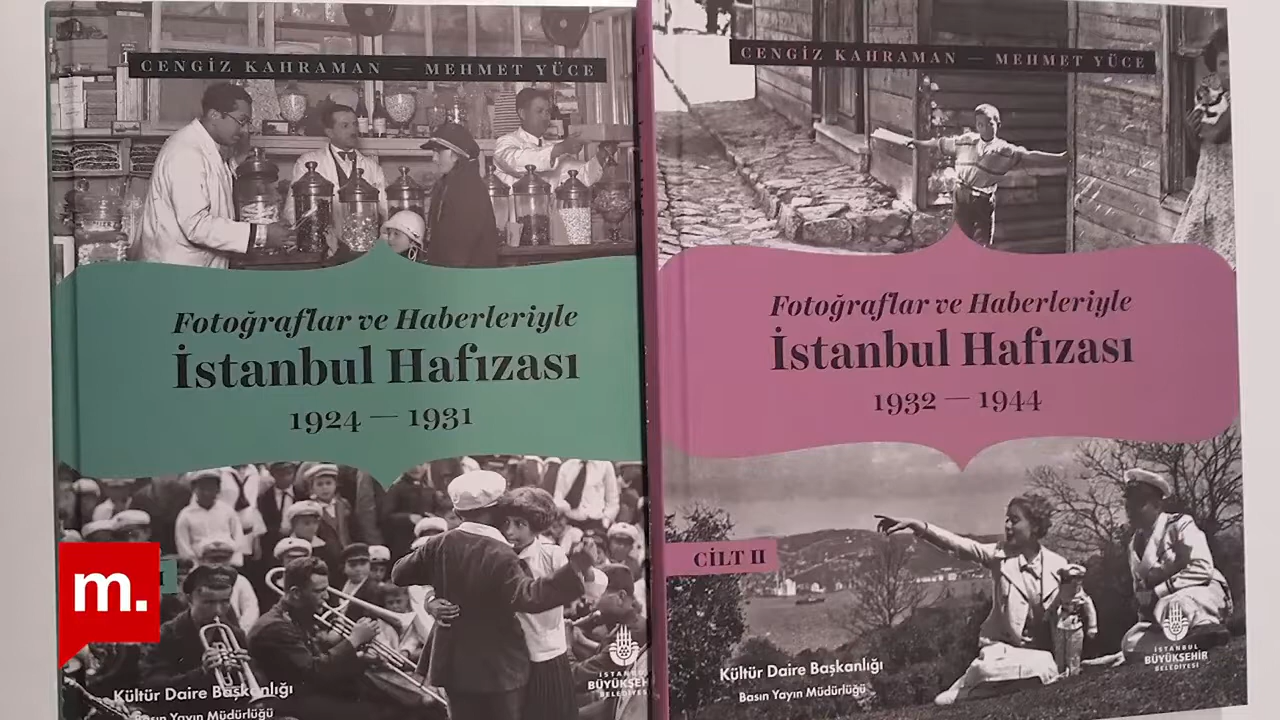 CENGİZ KAHRAMAN — MEHMET YÜCE
Fotoğraflar ve Haberleriyle
İstanbul Hafızası
1924 — 1931
m.
Kültür Daire Başkanlığı
Basın Yayın Müdürlüğü
İSTANBUL
BÜYÜKŞEH
BELEDİYES
CENGİZ KAHRAMAN — MEHMET YÜCE
Fotoğraflar ve Haberleriyle
İstanbul Hafızası
1932 — 1944
CİLT II
Kültür Daire Başkanlığı
Basın Yayın Müdürlüğü
İSTANBUL
BÜYÜKŞEHİR
BELEDİYESİ